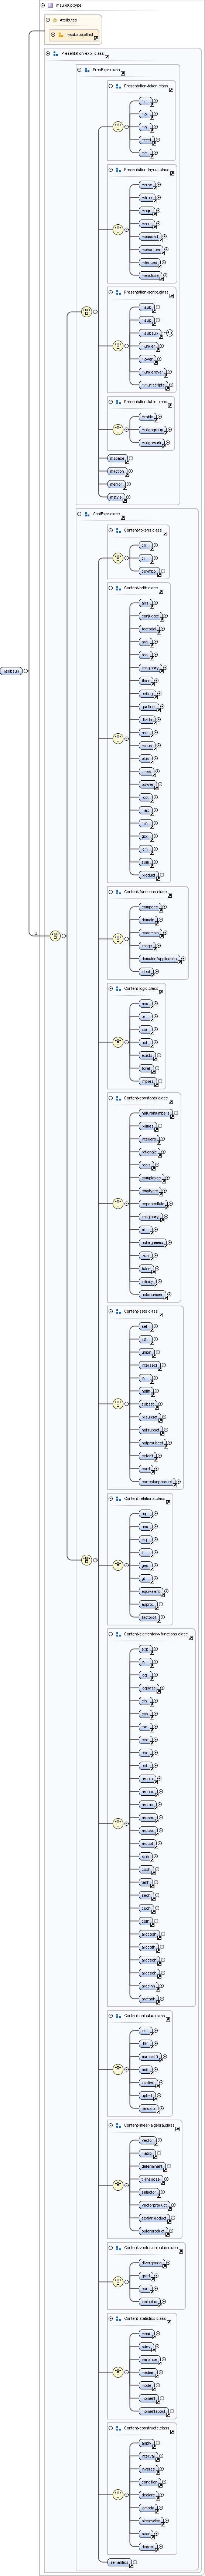 msubsup.type
Attributes
msubsup.attlist
Presentation-expr.class
PresExpr.class
Presentation-token.class
mi
mo
mn
mtext
ms
Presentation-layout.class
mrow
mfrac
msqrt
mroot
mpadded
mphantom
mfenced
menclose
Presentation-script.class
msub
msup
msubsup
munder
mover
munderover
mmultiscripts
Presentation-table.class
mtable
maligngroup
malignmark
mspace
maction
merror
mstyle
msubsup
ContExpr.class
Content-tokens.class
cn
ci
csymbol
Content-arith.class
abs
conjugate
factorial
arg
real
imaginary
floor
ceiling
quotient
divide
rem
minus
plus
times
power
root
max
min
gcd
lcm
sum
product
Content-functions.class
compose
domain
codomain
image
domainofapplication
ident
Content-logic.class
and
or
xor
not
exists
forall
implies
Content-constants.class
naturalnumbers
primes
integers
rationals
reals
complexes
emptyset
exponentiale
imaginaryi
pi
eulergamma
true
false
infinity
notanumber
Content-sets.class
set
list
union
intersect
in
notin
subset
prsubset
notsubset
notprsubset
setdiff
card
cartesianproduct
Content-relations.class
eq
neq
leq
lt
geq
gt
equivalent
approx
factorof
Content-elementary-functions.class
exp
ln
log
logbase
sin
cos
tan
sec
csc
cot
arcsin
arccos
arctan
arcsec
arccsc
arccot
sinh
cosh
tanh
sech
csch
coth
arccosh
arccoth
arccsch
arcsech
arcsinh
arctanh
Content-calculus.class
int
diff
partialdiff
limit
lowlimit
uplimit
tendsto
Content-linear-algebra.class
vector
matrix
determinant
transpose
selector
vectorproduct
scalarproduct
outerproduct
Content-vector-calculus.class
divergence
grad
curl
laplacian
Content-statistics.class
mean
sdev
variance
median
mode
moment
momentabout
Content-constructs.class
apply
interval
inverse
condition
declare
lambda
piecewise
bvar
degree
semantics